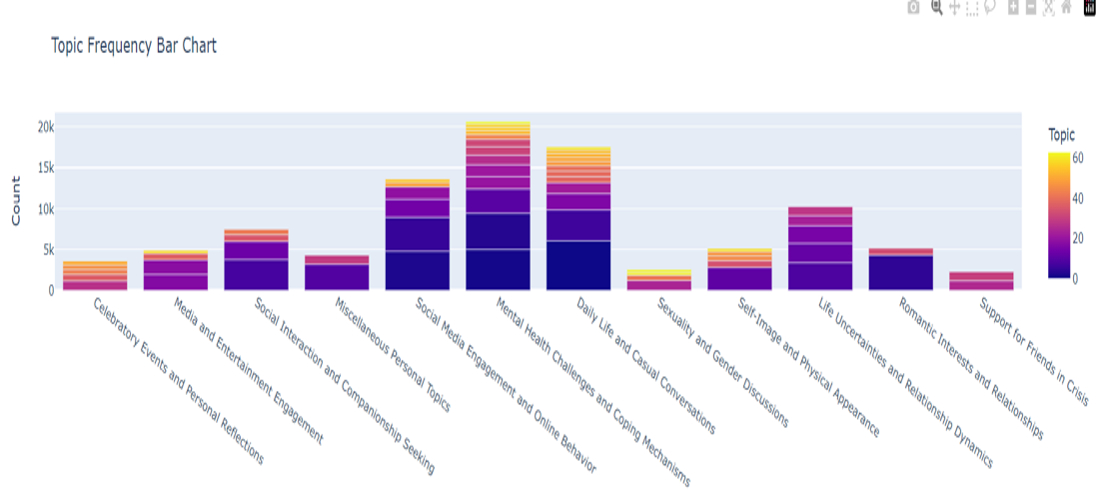 Topic Frequency Bar Chart
Topic
Count
20k
15k
10k
5k
0
60
40
20
0
Celebratory Events and Personal Reflections
Media and Entertainment Engagement
Social Interaction and Companionship Seeking
Miscellaneous Personal Topics
Social Media Engagement and Online Behavior
Mental Health Challenges and Coping Mechanisms
Daily Life and Casual Conversations
Sexuality and Gender Discussions
Self-Image and Physical Appearance
Life Uncertainties and Relationship Dynamics
Romantic Interests and Relationships
Support for Friends in Crisis